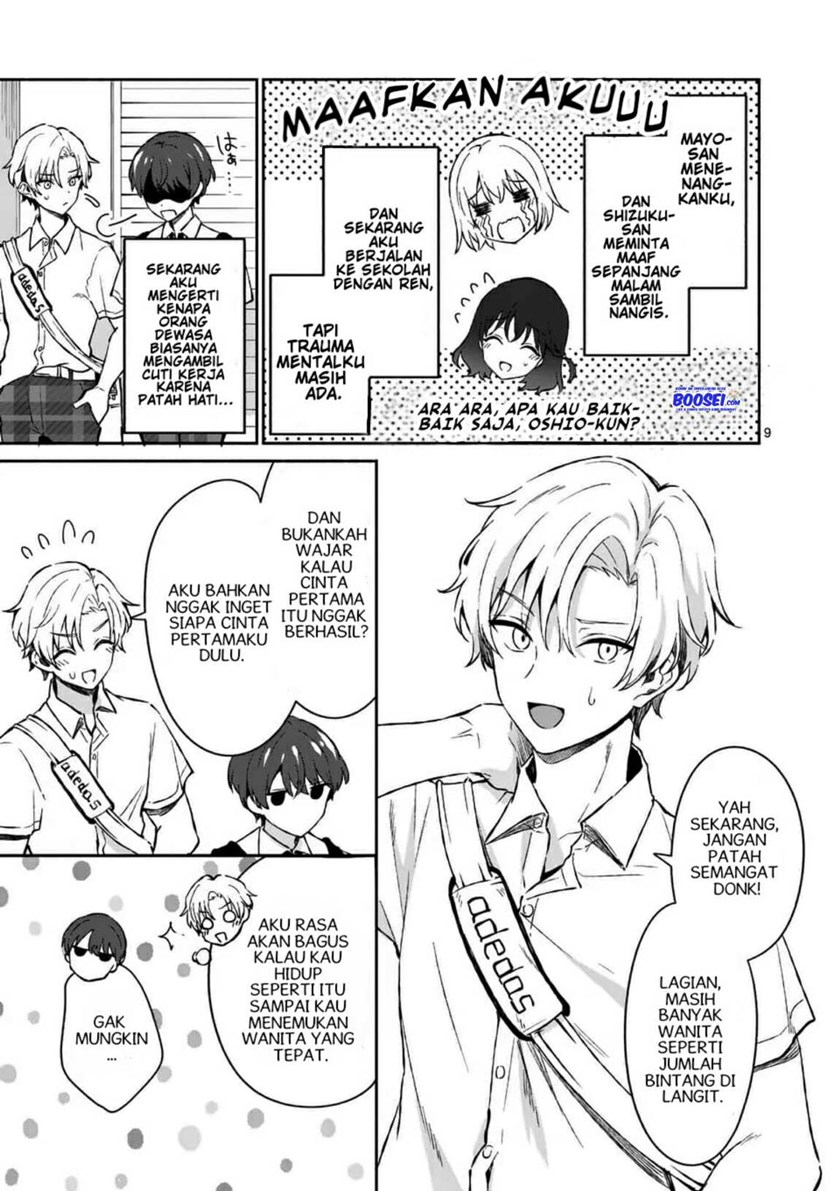 MAAFKAN AKUUU
MAYO-
SAN
MENE-
NANG-
KANKU,
DAN
SHIZUKU-
SAN
MEMINTA
MAAF
SEPANJANG
MALAM
SAMBIL
NANGIS.
DAN
SEKARANG
AKU
BERJALAN
KE SEKOLAH
DENGAN REN,
TAPI
TRAUMA
MENTALKU
MASIH
ADA.
ARA ARA, APA KAU BAIK-
BAIK SAJA, OSHIO-KUN?
BOOSEI.COM
9
はぁ…
adedas
SEKARANG
AKU
MENGERTI
KENAPA
ORANG
DEWASA
BIASANYA
MENGAMBIL
CUTI KERJA
KARENA
PATAH HATI...
YAH
SEKARANG,
JANGAN
PATAH
SEMANGAT
DONK!
LAGIAN,
MASIH
BANYAK
WANITA
SEPERTI
JUMLAH
BINTANG DI
LANGIT.
adedas
DAN
BUKANKAH
WAJAR
KALAU
CINTA
PERTAMA
ITU NGGAK
BERHASIL?
AKU BAHKAN
NGGAK INGET
SIAPA CINTA
PERTAMAKU
DULU.
adedas
AKU RASA
AKAN BAGUS
KALAU KAU
HIDUP
SEPERTI ITU
SAMPAI KAU
MENEMUKAN
WANITA YANG
TEPAT.
GAK
MUNGKIN
...